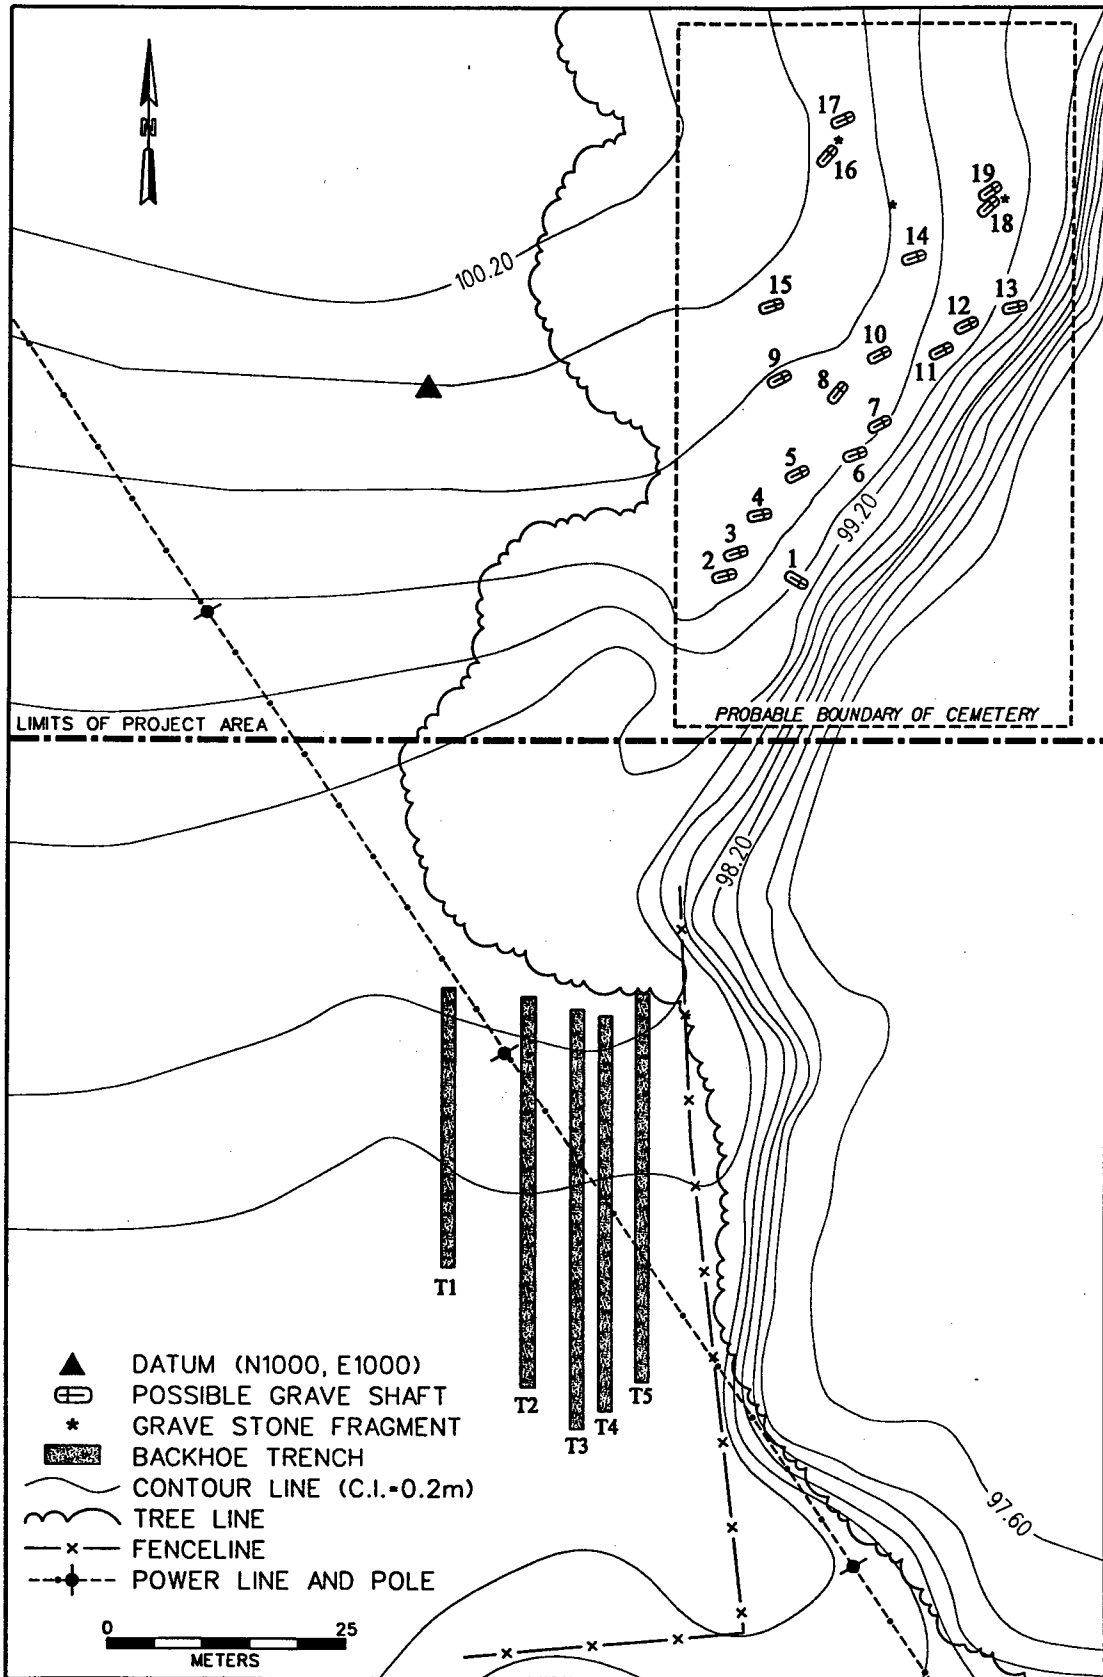 N
17
16
19
18
14
100.20
15
13
12
10
11
9
8
7
5
6
4
99.20
3
2
1
LIMITS OF PROJECT AREA
PROBABLE BOUNDARY OF CEMETERY
98.20
T1
T2
T3
T4
T5
DATUM (N1000, E1000)
POSSIBLE GRAVE SHAFT
GRAVE STONE FRAGMENT
BACKHOE TRENCH
CONTOUR LINE (C.I.=0.2m)
TREE LINE
FENCELINE
POWER LINE AND POLE
97.60
0 25
METERS